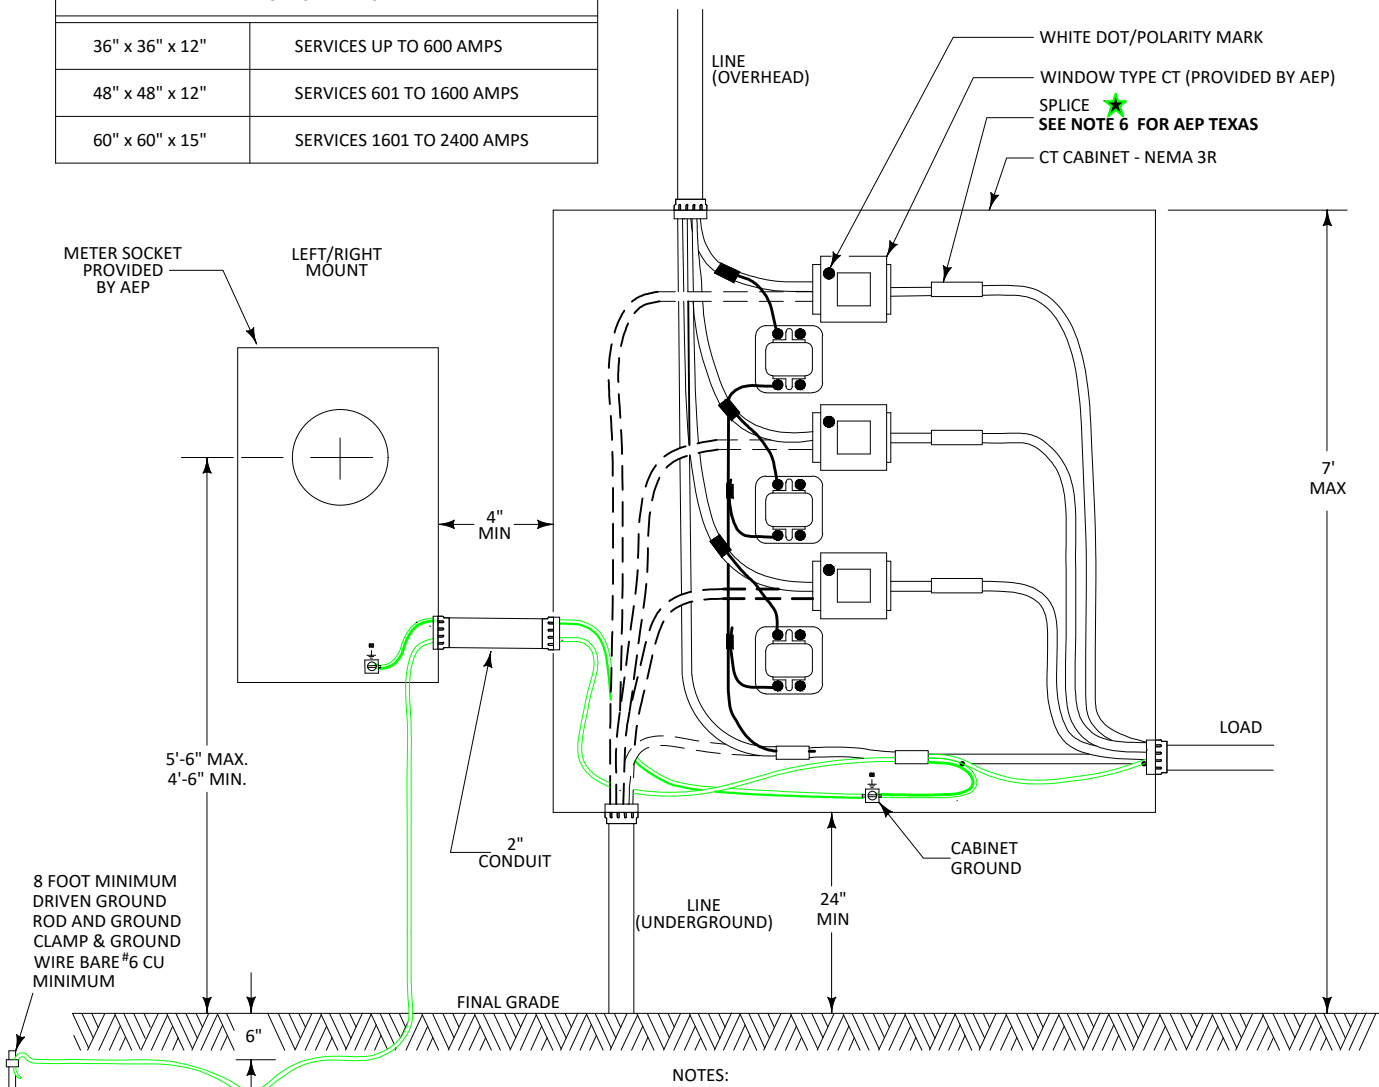 36" x 36" x 12" SERVICES UP TO 600 AMPS
48" x 48" x 12" SERVICES 601 TO 1600 AMPS
60" x 60" x 15" SERVICES 1601 TO 2400 AMPS
LINE
(OVERHEAD)
WHITE DOT/POLARITY MARK
WINDOW TYPE CT (PROVIDED BY AEP)
SPLICE
SEE NOTE 6 FOR AEP TEXAS
CT CABINET - NEMA 3R
METER SOCKET
PROVIDED
BY AEP
LEFT/RIGHT
MOUNT
7'
MAX
4"
MIN
5'-6" MAX.
4'-6" MIN.
LOAD
2"
CONDUIT
CABINET
GROUND
24"
MIN
LINE
(UNDERGROUND)
8 FOOT MINIMUM
DRIVEN GROUND
ROD AND GROUND
CLAMP & GROUND
WIRE BARE #6 CU
MINIMUM
FINAL GRADE
6"
NOTES: